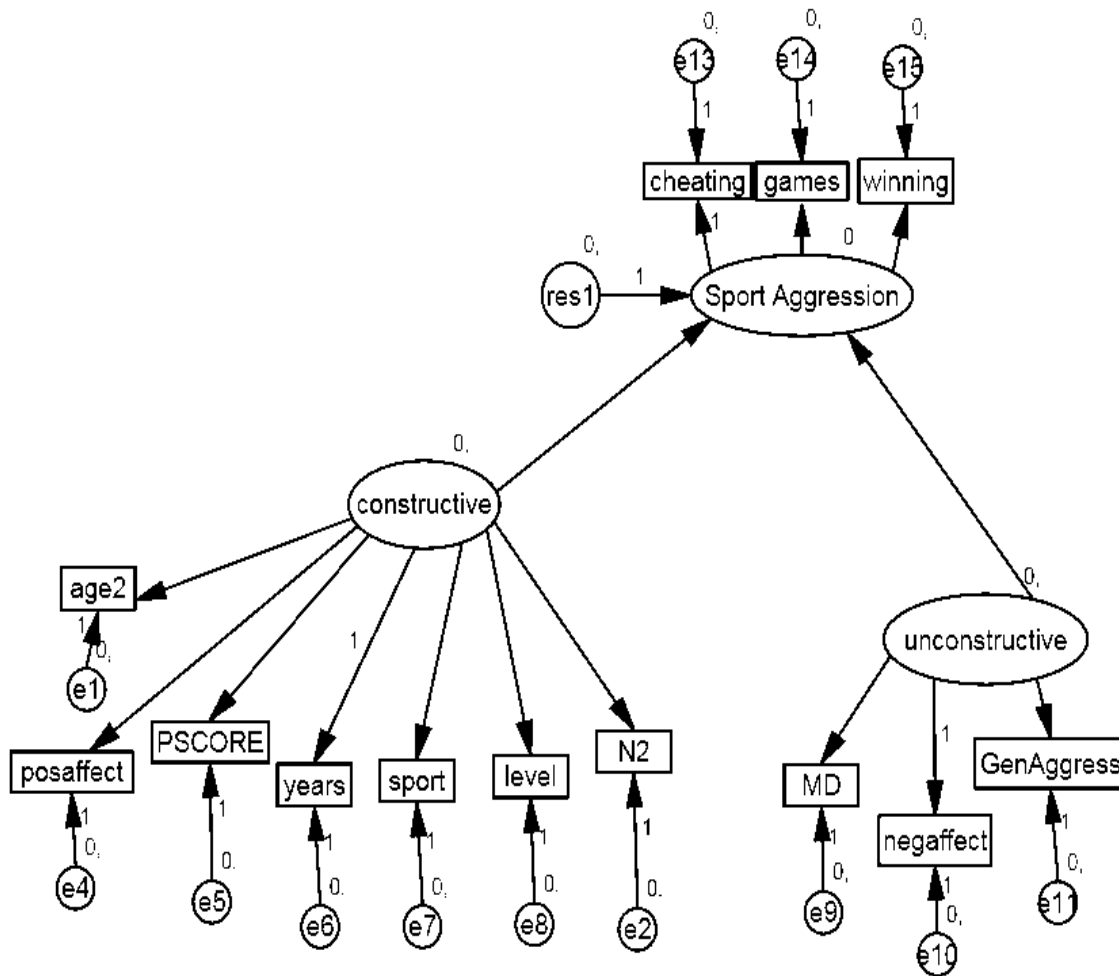 0,
0,
0,
e13
e14
e15
1
1
1
cheating
games
winning
1
0
0,
1
res1
Sport Aggression
0,
constructive
0,
age2
1
0,
1
unconstructive
e1
PSCORE
N2
posaffect
years
sport
level
MD
1
GenAggress
1
1
1
1
1
1
negaffect
1
1
0,
0.
0.
0,
0.
0.
0,
1
0,
0,
e4
e5
e6
e7
e8
e2
e9
e10
e11